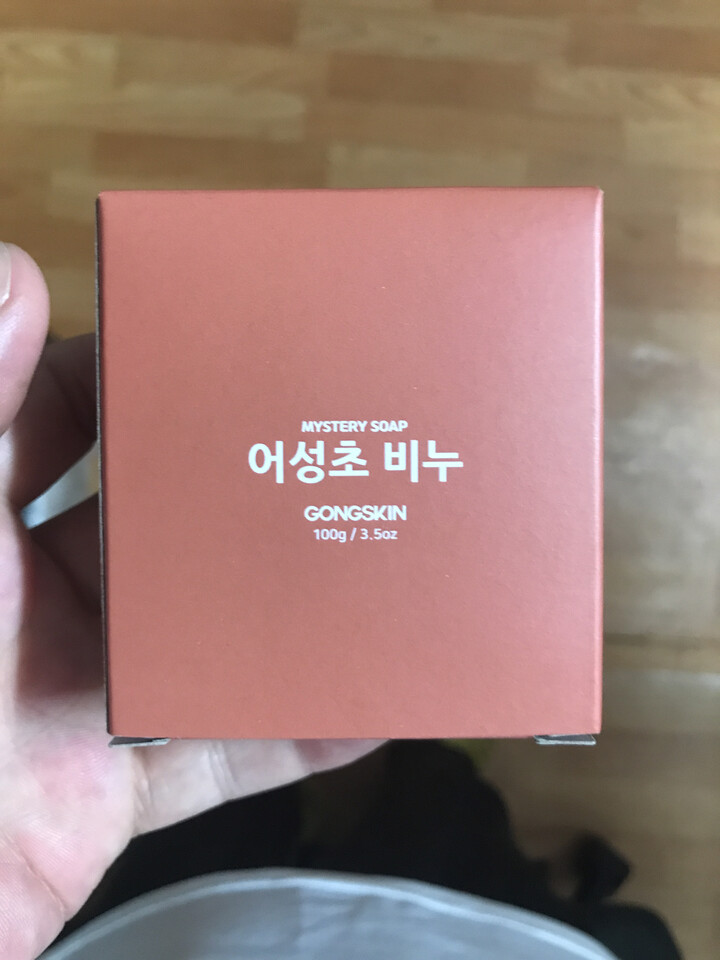 MYSTERY SOAP
어성초 비누
GONGSKIN
100g / 3.5oz